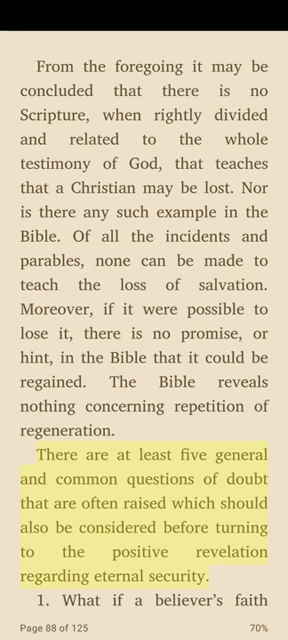 From the foregoing it may be
concluded that there is no
Scripture, when rightly divided
and related to the whole
testimony of God, that teaches
that a Christian may be lost. Nor
is there any such example in the
Bible. Of all the incidents and
parables, none can be made to
teach the loss of salvation.
Moreover, if it were possible to
lose it, there is no promise, or
hint, in the Bible that it could be
regained. The Bible reveals
nothing concerning repetition of
regeneration.
There are at least five general
and common questions of doubt
that are often raised which should
also be considered before turning
to the positive revelation
regarding eternal security.
1. What if a believer's faith
Page 88 of 125 70%